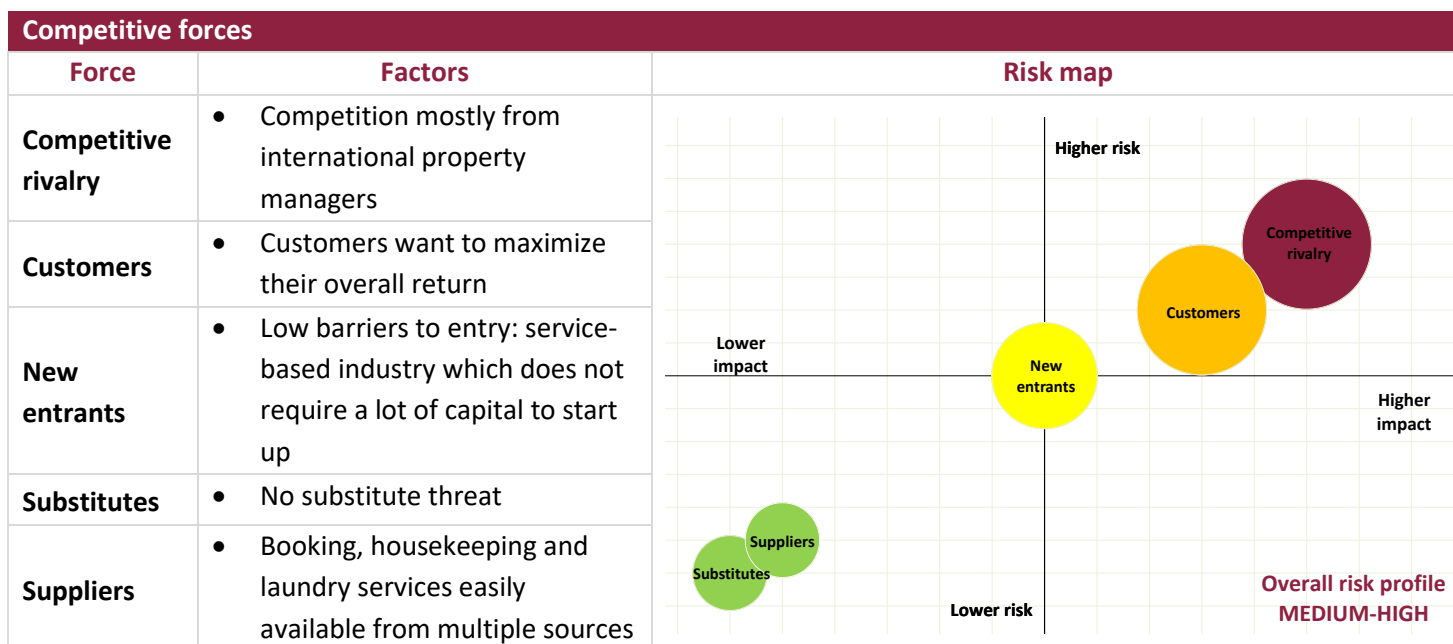 Competitive forces
Force
Factors
Risk map
Competitive
rivalry
• Competition mostly from
international property
managers
Customers
• Customers want to maximize
their overall return
New
entrants
• Low barriers to entry: service-
based industry which does not
require a lot of capital to start
up
Substitutes
• No substitute threat
Suppliers
• Booking, housekeeping and
laundry services easily
available from multiple sources
Higher risk
Competitive
rivalry
Customers
Lower
impact
New
entrants
Higher
impact
Suppliers
Substitutes
Lower risk
Overall risk profile
MEDIUM-HIGH